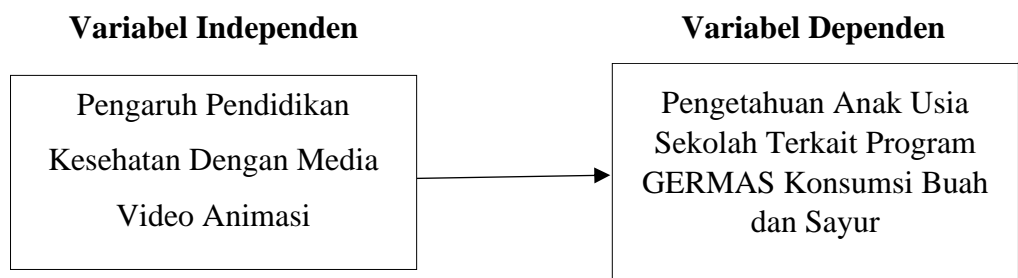 Variabel Independen
Variabel Dependen
Pengaruh Pendidikan
Kesehatan Dengan Media
Video Animasi
Pengetahuan Anak Usia
Sekolah Terkait Program
GERMAS Konsumsi Buah
dan Sayur